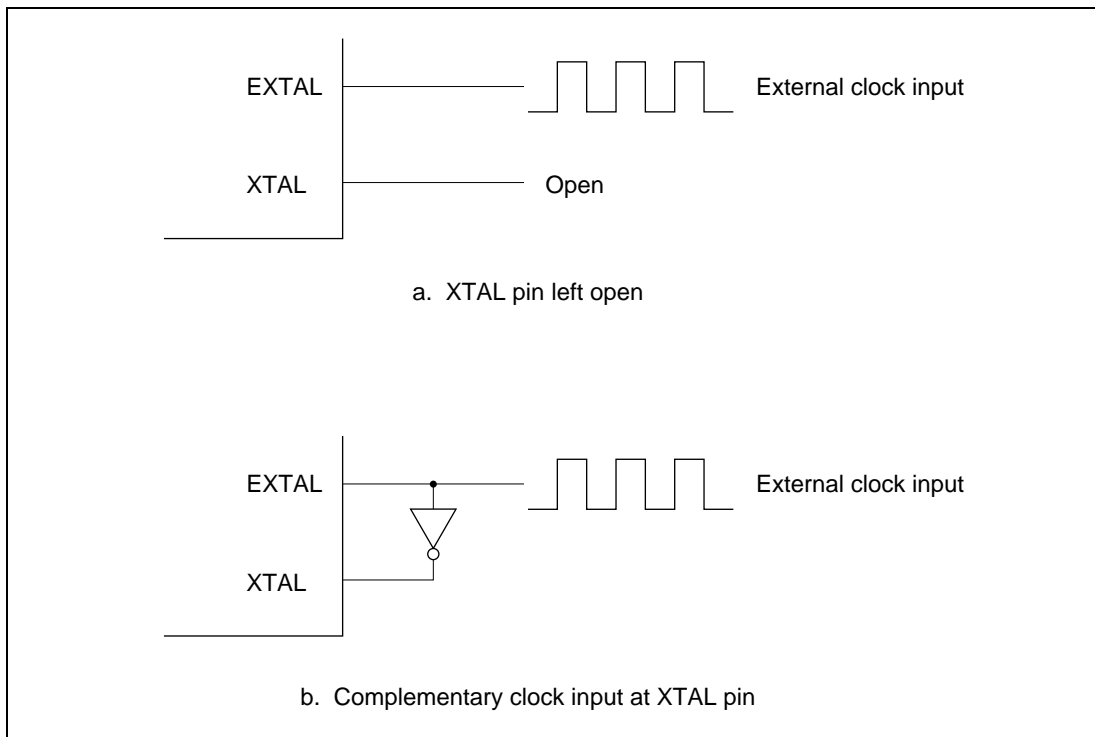 EXTAL
External clock input
XTAL
Open
a. XTAL pin left open
EXTAL
External clock input
XTAL
b. Complementary clock input at XTAL pin